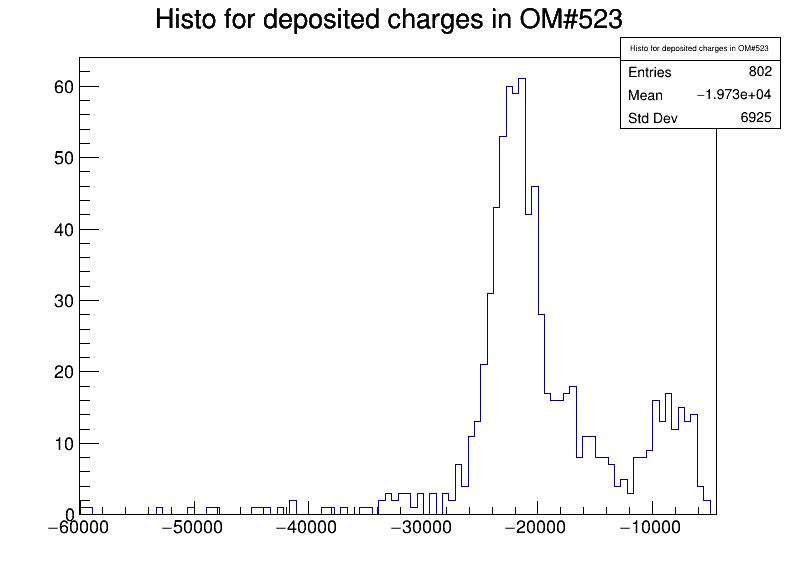 Histo for deposited charges in OM#523
Histo for deposited charges in OM#523
Entries 802
Mean −1.973e+04
Std Dev 6925
60
50
40
30
20
10
0
−60000 −50000 −40000 −30000 −20000 −10000